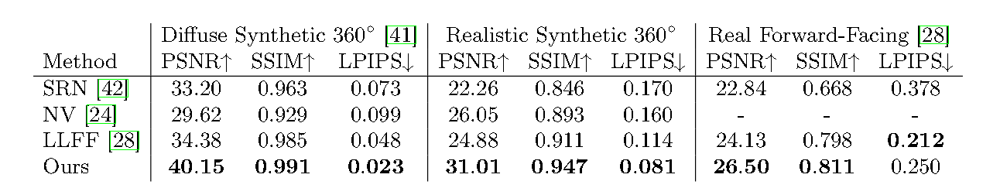 Diffuse Synthetic 360° [41] Realistic Synthetic 360° Real Forward-Facing [28]
Method PSNR↑ SSIM↑ LPIPS↓ PSNR↑ SSIM↑ LPIPS↓ PSNR↑ SSIM↑ LPIPS↓
SRN [42] 33.20 0.963 0.073 22.26 0.846 0.170 22.84 0.668 0.378
NV [24] 29.62 0.929 0.099 26.05 0.893 0.160 - - -
LLFF [28] 34.38 0.985 0.048 24.88 0.911 0.114 24.13 0.798 0.212
Ours 40.15 0.991 0.023 31.01 0.947 0.081 26.50 0.811 0.250